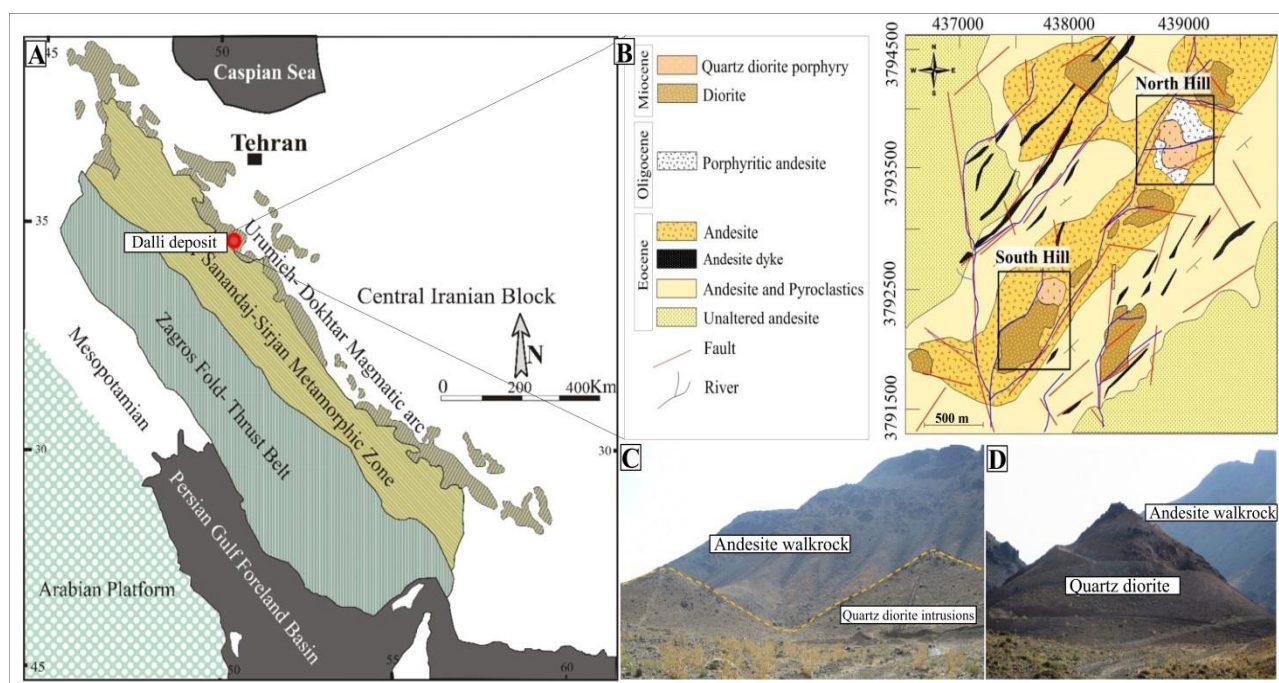 A
45
50
Caspian Sea
Tehran
35
Dalli deposit
Urumieh- Dokhtar Magmatic arc
Sanandaj-Sirjan Metamorphic Zone
Central Iranian Block
N
0 200 400Km
Zagros Fold- Thrust Belt
Mesopotamian
30
30
Persian Gulf Foreland Basin
Arabian Platform
45
50
55
60
B
Miocene
Quartz diorite porphyry
Diorite
Oligocene
Porphyritic andesite
Eocene
Andesite
Andesite dyke
Andesite and Pyroclastics
Unaltered andesite
Fault
River
437000 438000 439000
3794500
3793500
3792500
3791500
N
W E
S
North Hill
South Hill
500 m
C
Andesite walkrock
Quartz diorite intrusions
D
Andesite walkrock
Quartz diorite